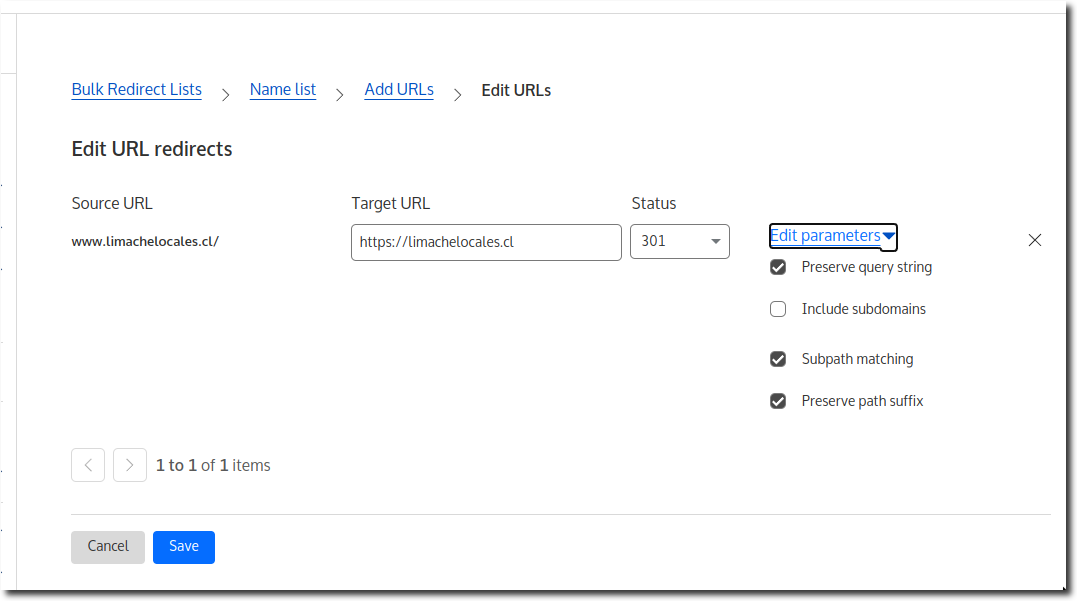 Bulk Redirect Lists > Name list > Add URLs > Edit URLs
Edit URL redirects
Source URL Target URL Status
www.limachelocales.cl/ https://limachelocales.cl 301 Edit parameters
Preserve query string
Include subdomains
Subpath matching
Preserve path suffix
1 to 1 of 1 items
Cancel Save